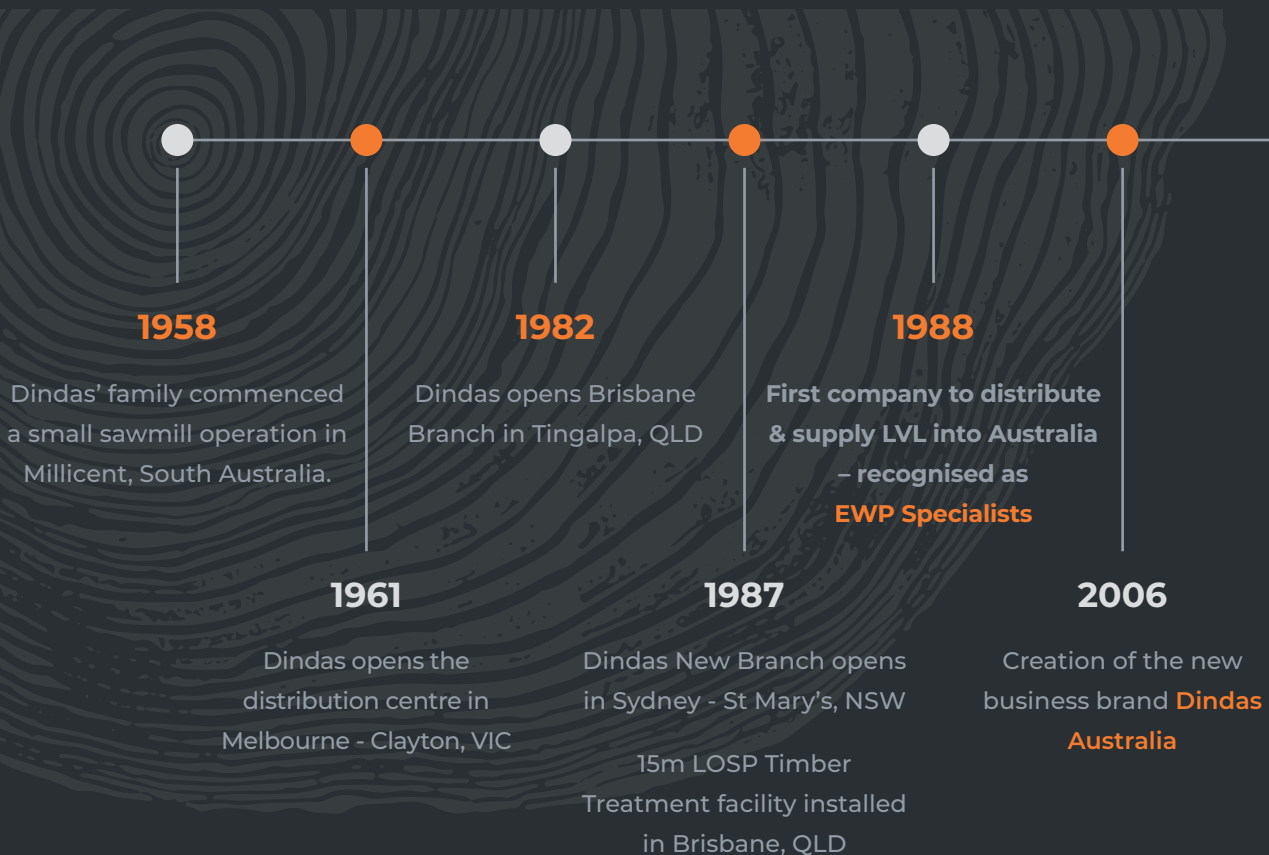 1958
Dindas’ family commenced
a small sawmill operation in
Millicent, South Australia.
1961
Dindas opens the
distribution centre in
Melbourne - Clayton, VIC
1982
Dindas opens Brisbane
Branch in Tingalpa, QLD
1987
Dindas New Branch opens
in Sydney - St Mary’s, NSW
15m LOSP Timber
Treatment facility installed
in Brisbane, QLD
1988
First company to distribute
& supply LVL into Australia
– recognised as
EWP Specialists
2006
Creation of the new
business brand Dindas
Australia